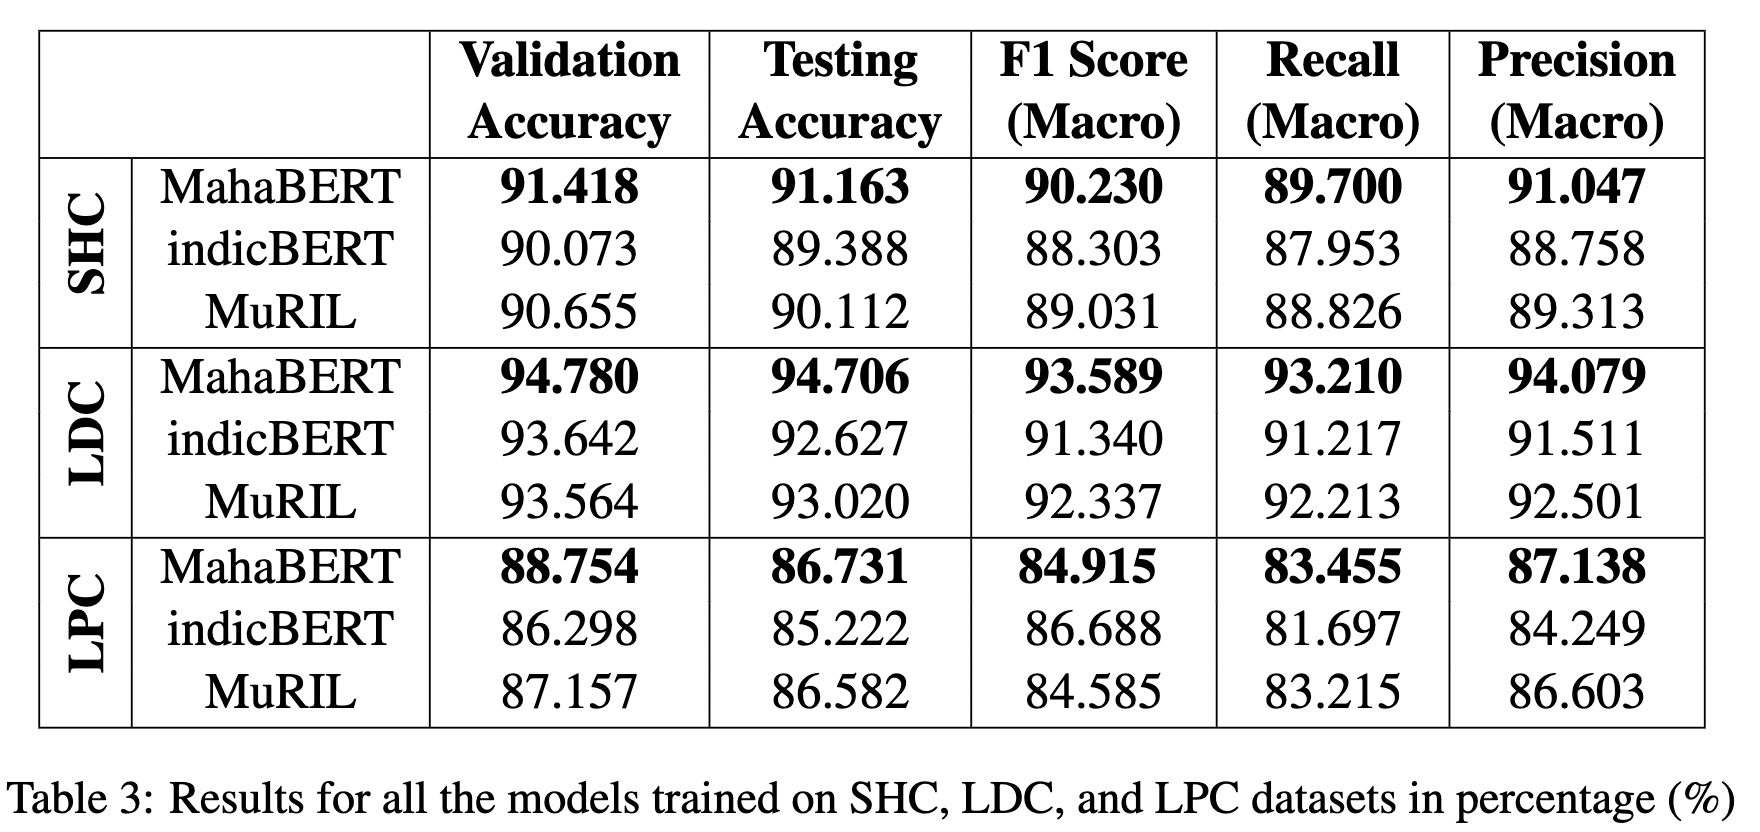 Validation Accuracy Testing Accuracy F1 Score (Macro) Recall (Macro) Precision (Macro)
SHC
MahaBERT 91.418 91.163 90.230 89.700 91.047
indicBERT 90.073 89.388 88.303 87.953 88.758
MuRIL 90.655 90.112 89.031 88.826 89.313
LDC
MahaBERT 94.780 94.706 93.589 93.210 94.079
indicBERT 93.642 92.627 91.340 91.217 91.511
MuRIL 93.564 93.020 92.337 92.213 92.501
LPC
MahaBERT 88.754 86.731 84.915 83.455 87.138
indicBERT 86.298 85.222 86.688 81.697 84.249
MuRIL 87.157 86.582 84.585 83.215 86.603
Table 3: Results for all the models trained on SHC, LDC, and LPC datasets in percentage (%)